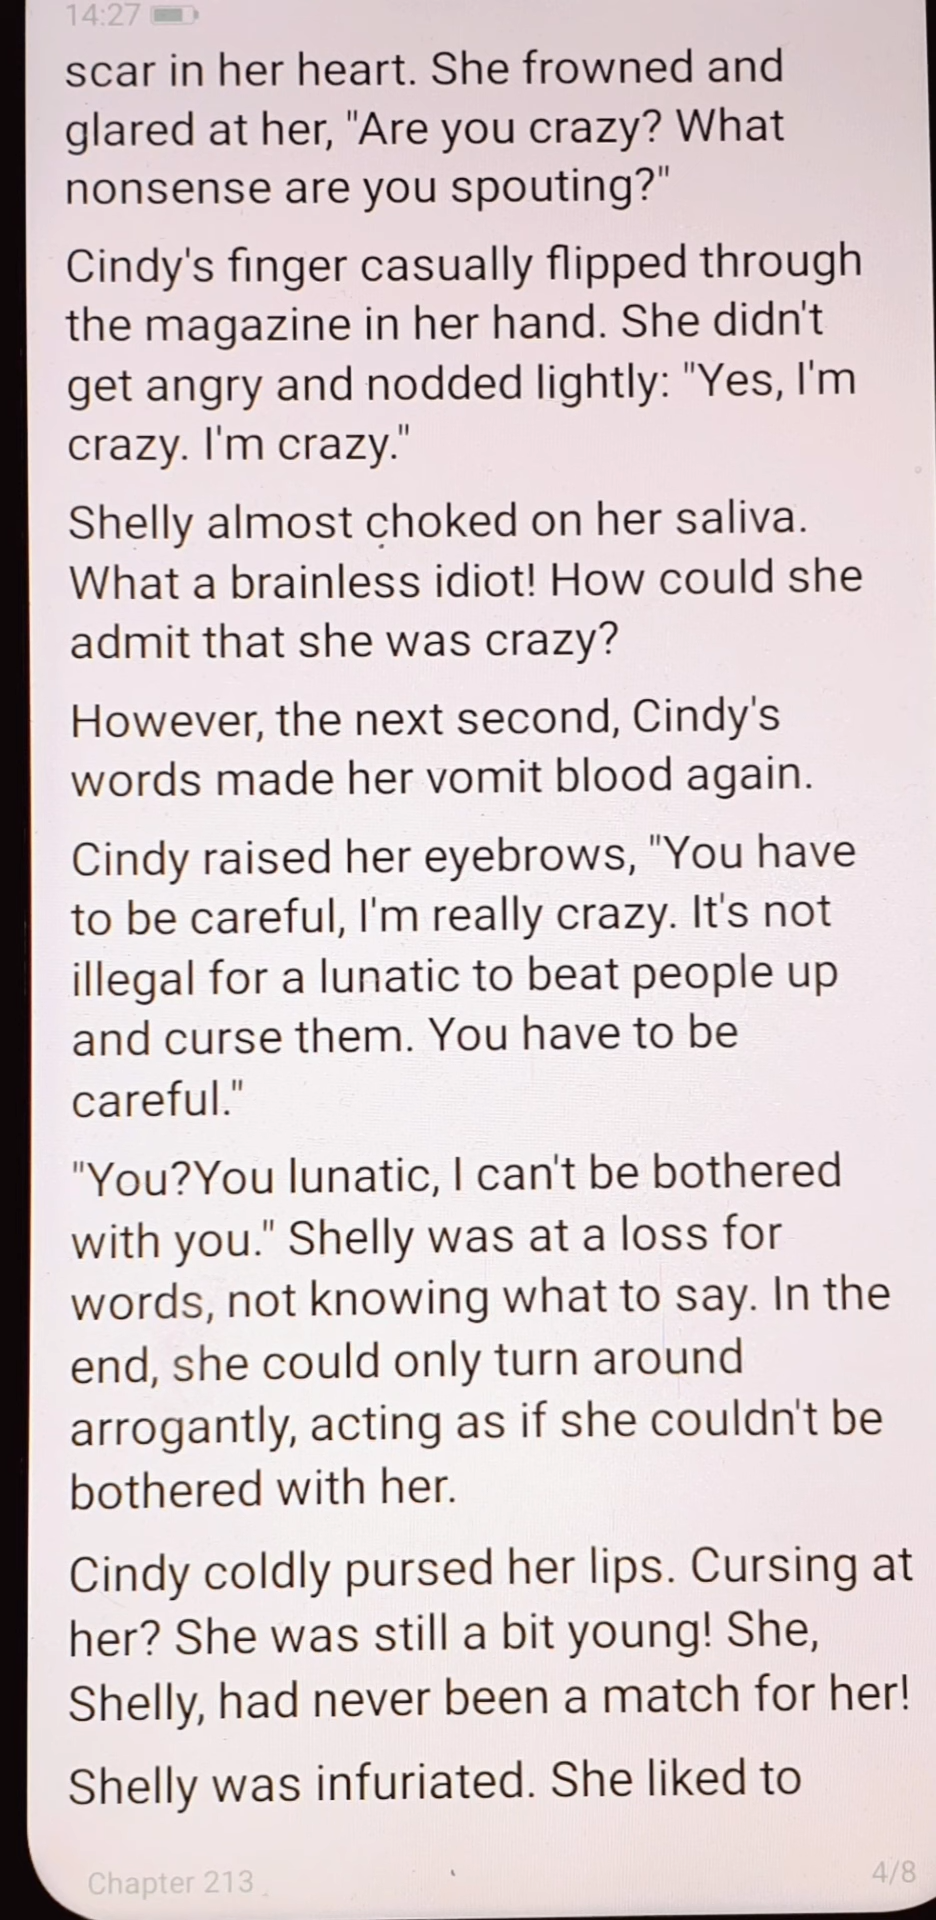 14:27
scar in her heart. She frowned and
glared at her, "Are you crazy? What
nonsense are you spouting?"
Cindy's finger casually flipped through
the magazine in her hand. She didn't
get angry and nodded lightly: "Yes, I'm
crazy. I'm crazy."
Shelly almost choked on her saliva.
What a brainless idiot! How could she
admit that she was crazy?
However, the next second, Cindy's
words made her vomit blood again.
Cindy raised her eyebrows, "You have
to be careful, I'm really crazy. It's not
illegal for a lunatic to beat people up
and curse them. You have to be
careful."
"You?You lunatic, I can't be bothered
with you." Shelly was at a loss for
words, not knowing what to say. In the
end, she could only turn around
arrogantly, acting as if she couldn't be
bothered with her.
Cindy coldly pursed her lips. Cursing at
her? She was still a bit young! She,
Shelly, had never been a match for her!
Shelly was infuriated. She liked to
Chapter 213
4/8